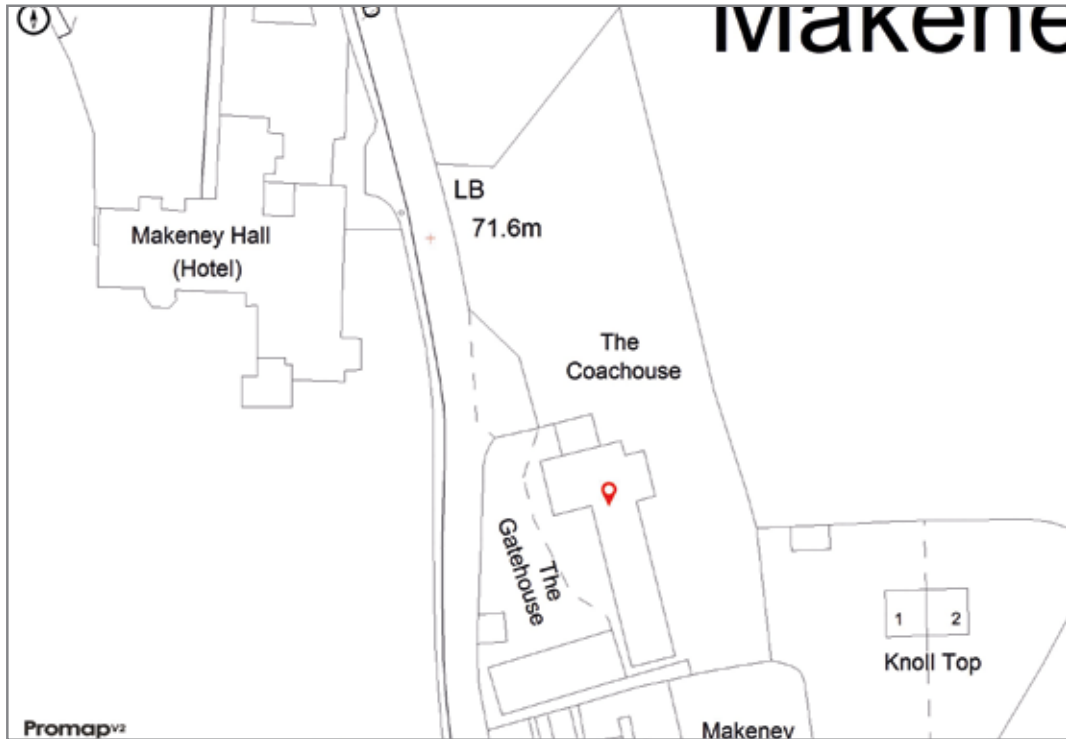 Makene
LB
71.6m
Makeney Hall
(Hotel)
The
Coachouse
The
Gatehouse
1
2
Knoll Top
Makeney
PromapV2